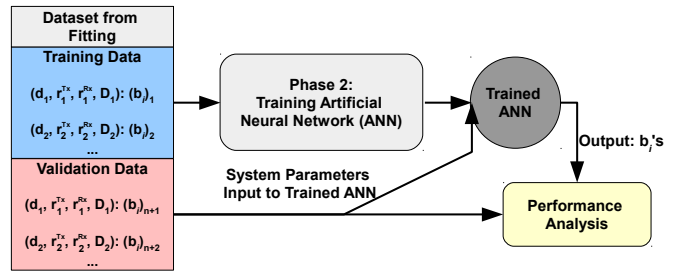 Dataset from
Fitting
Training Data
(d₁, r₁ᵀˣ, r₁ᴿˣ, D₁): (bᵢ)₁
(d₂, r₂ᵀˣ, r₂ᴿˣ, D₂): (bᵢ)₂
...
Validation Data
(d₁, r₁ᵀˣ, r₁ᴿˣ, D₁): (bᵢ)ₙ₊₁
(d₂, r₂ᵀˣ, r₂ᴿˣ, D₂): (bᵢ)ₙ₊₂
...
Phase 2:
Training Artificial
Neural Network (ANN)
Trained
ANN
Output: bᵢ's
System Parameters
Input to Trained ANN
Performance
Analysis